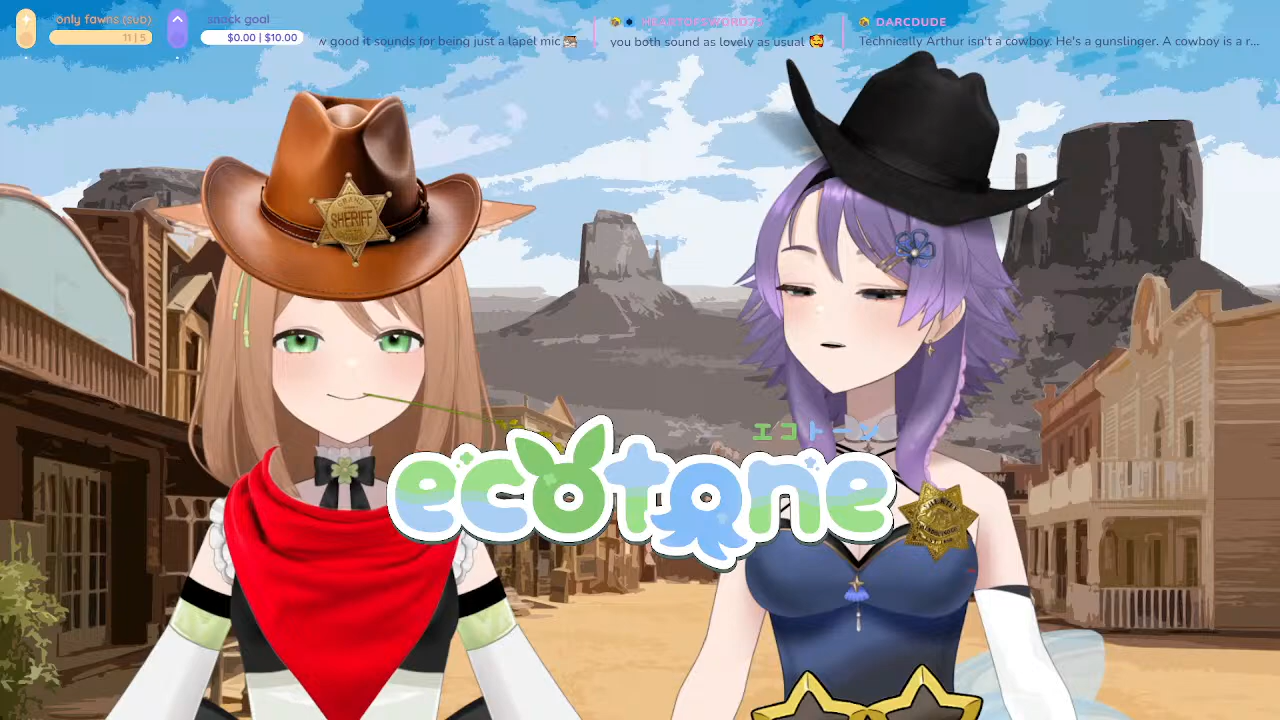 only fawns (sub)
11 | 5
snack goal
$0.00 | $10.00
w good it sounds for being just a lapel mic
HEARTOFSWORD75
you both sound as lovely as usual
DARCDUDE
Technically Arthur isn't a cowboy. He's a gunslinger. A cowboy is a r...
SHERIFF
エコトーン
ecotone